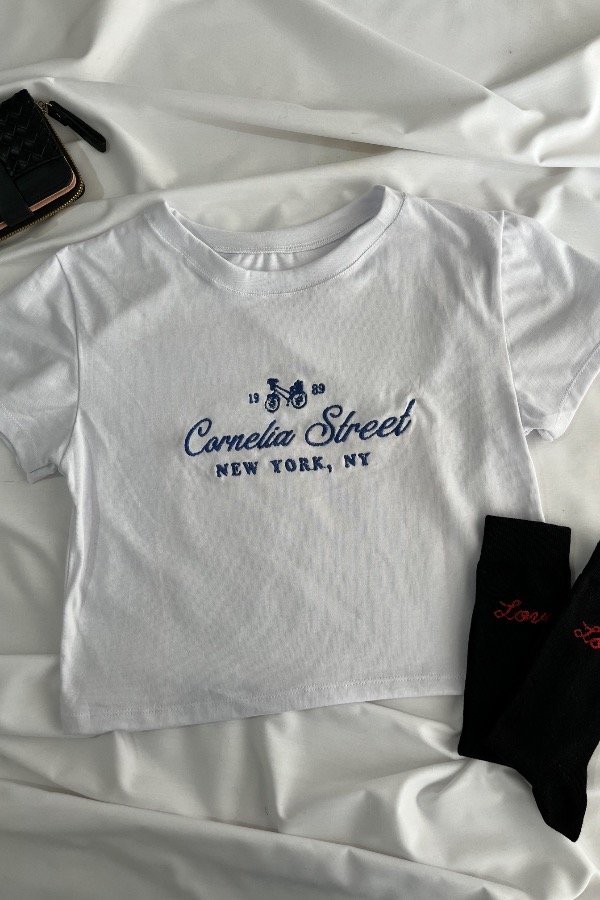 19 89
Cornelia Street
NEW YORK, NY